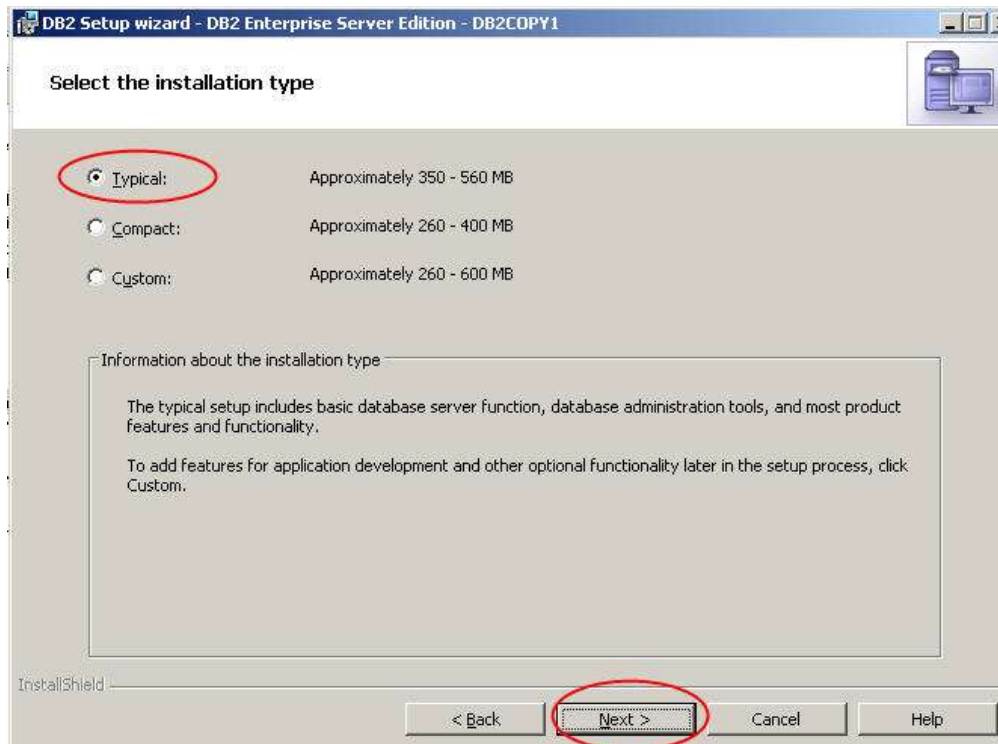 DB2 Setup wizard - DB2 Enterprise Server Edition - DB2COPY1
Select the installation type
Typical: Approximately 350 - 560 MB
Compact: Approximately 260 - 400 MB
Custom: Approximately 260 - 600 MB
Information about the installation type
The typical setup includes basic database server function, database administration tools, and most product
features and functionality.
To add features for application development and other optional functionality later in the setup process, click
Custom.
InstallShield
< Back Next > Cancel Help